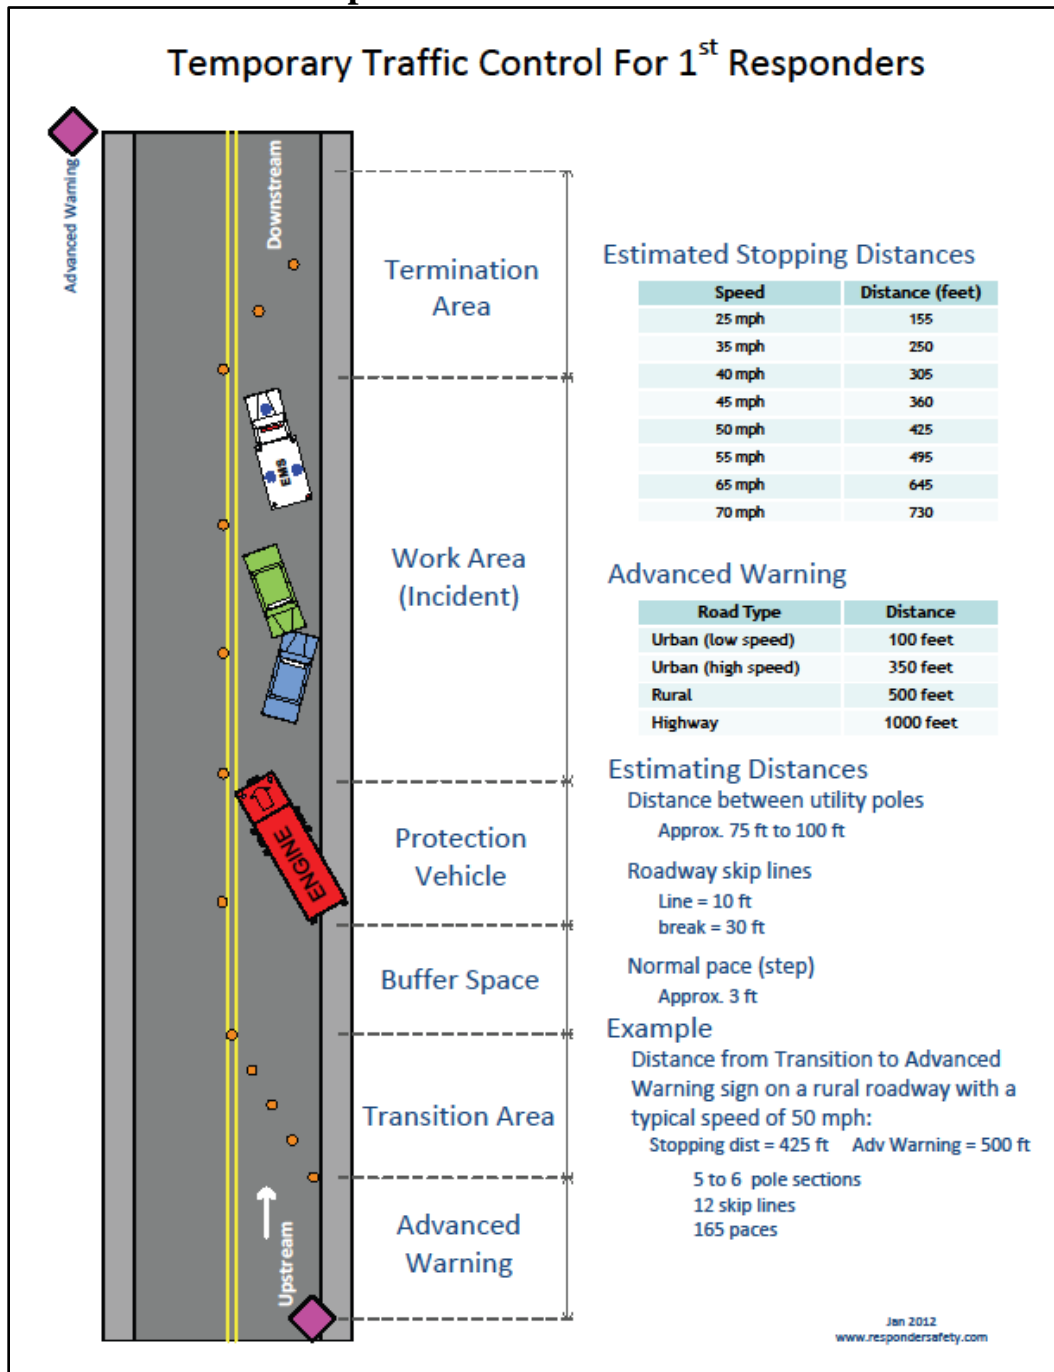 Temporary Traffic Control For 1st Responders
Advanced Warning
Downstream
Termination
Area
EMS
Work Area
(Incident)
ENGINE
Protection
Vehicle
Buffer Space
Transition Area
Upstream
Advanced
Warning
Estimated Stopping Distances
Speed Distance (feet)
25 mph 155
35 mph 250
40 mph 305
45 mph 360
50 mph 425
55 mph 495
65 mph 645
70 mph 730
Advanced Warning
Road Type Distance
Urban (low speed) 100 feet
Urban (high speed) 350 feet
Rural 500 feet
Highway 1000 feet
Estimating Distances
Distance between utility poles
Approx. 75 ft to 100 ft
Roadway skip lines
Line = 10 ft
break = 30 ft
Normal pace (step)
Approx. 3 ft
Example
Distance from Transition to Advanced
Warning sign on a rural roadway with a
typical speed of 50 mph:
Stopping dist = 425 ft Adv Warning = 500 ft
5 to 6 pole sections
12 skip lines
165 paces
Jan 2012
www.respondersafety.com